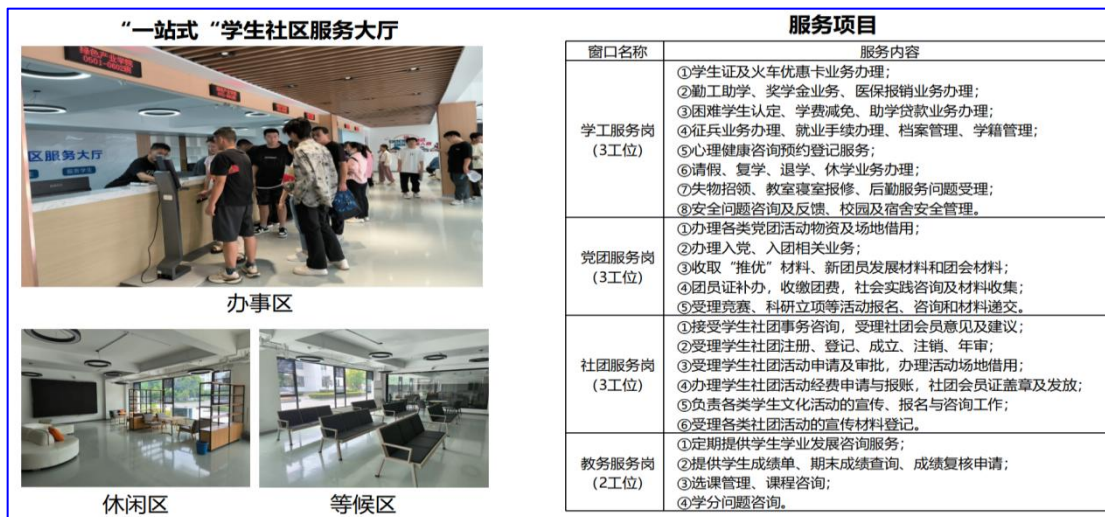 “一站式“学生社区服务大厅
绿色产业学院
0001-0002窗
区服务大厅
办事区
休闲区
等候区
服务项目
窗口名称
服务内容
学工服务岗
(3工位)
①学生证及火车优惠卡业务办理；
②勤工助学、奖学金业务、医保报销业务办理；
③困难学生认定、学费减免、助学贷款业务办理；
④征兵业务办理、就业手续办理、档案管理、学籍管理；
⑤心理健康咨询预约登记服务；
⑥请假、复学、退学、休学业务办理；
⑦失物招领、教室寝室报修、后勤服务问题受理；
⑧安全问题咨询及反馈、校园及宿舍安全管理。
党团服务岗
(3工位)
①办理各类党团活动物资及场地借用；
②办理入党、入团相关业务；
③收取“推优”材料、新团员发展材料和团会材料；
④团员证补办，收缴团费，社会实践咨询及材料收集；
⑤受理竞赛、科研立项等活动报名、咨询和材料递交。
社团服务岗
(3工位)
①接受学生社团事务咨询，受理社团会员意见及建议；
②受理学生社团注册、登记、成立、注销、年审；
③受理学生社团活动申请及审批，办理活动场地借用；
④办理学生社团活动经费申请与报账，社团会员证盖章及发放；
⑤负责各类学生文化活动的宣传、报名与咨询工作；
⑥受理各类社团活动的宣传材料登记。
教务服务岗
(2工位)
①定期提供学生学业发展咨询服务；
②提供学生成绩单、期末成绩查询、成绩复核申请；
③选课管理、课程咨询；
④学分问题咨询。